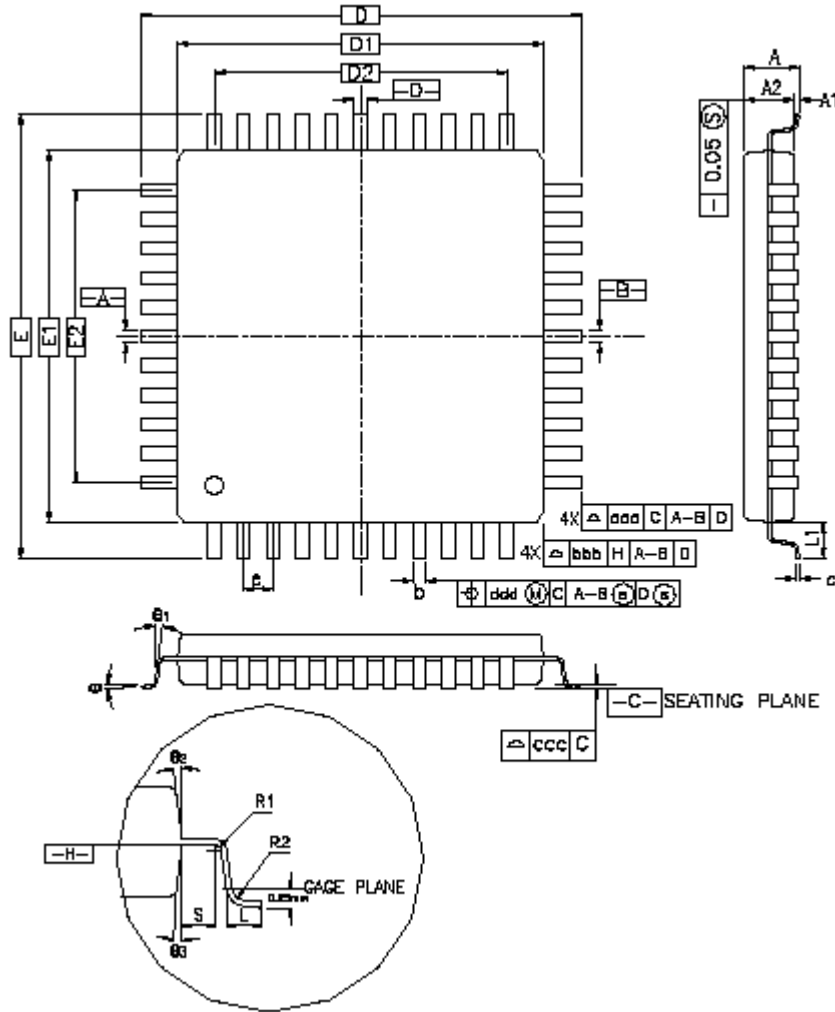 D
D1
D2
-D-
A
A2
A1
0.05 S
-A-
-B-
E
E1
E2
4X C A-B D
4X bbb H A-B D
L1
e
b
ddd M C A-B S D S
c
θ1
θ
-C- SEATING PLANE
ccc C
θ2
R1
R2
-H-
GAGE PLANE
S
L
θ3